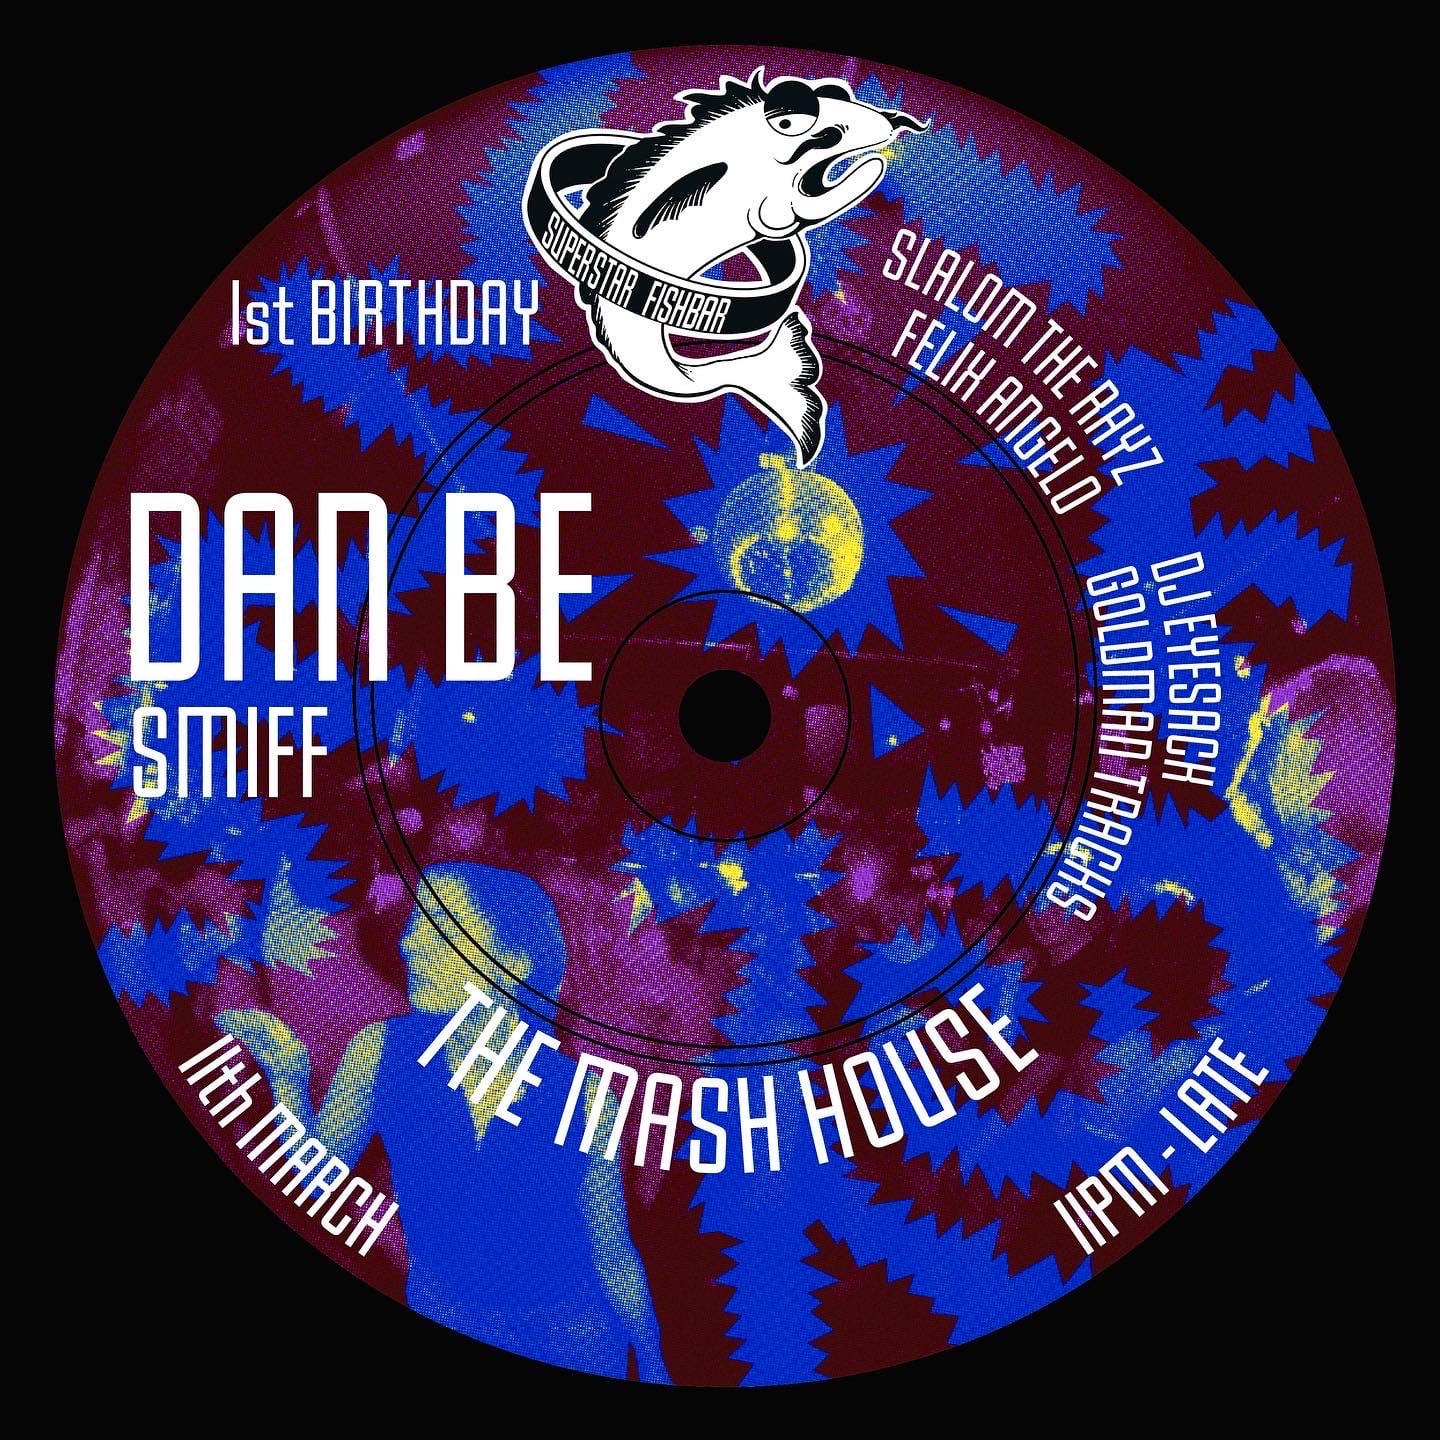 SUPERSTAR FISHBAR
1st BIRTHDAY
DAN BE
SMIFF
SLALOM THE RAYZ
FELIX ANGELO
DJ EYESACK
GOLDMAN TRACKS
THE MASH HOUSE
11th MARCH
11PM - LATE